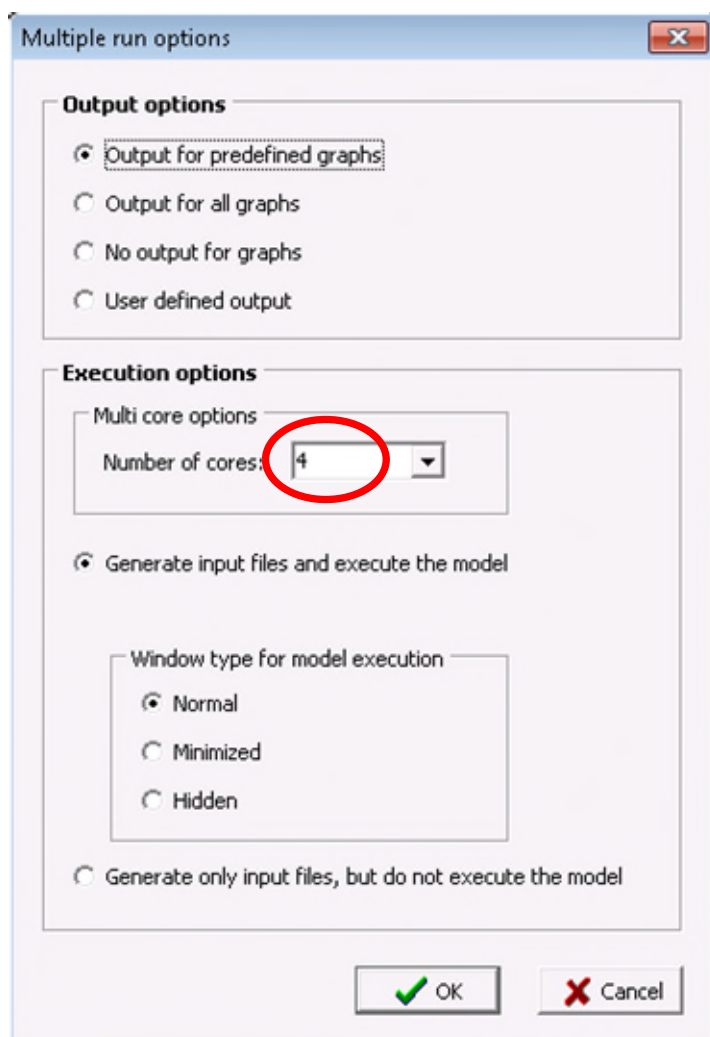 Multiple run options
Output options
Output for predefined graphs
Output for all graphs
No output for graphs
User defined output
Execution options
Multi core options
Number of cores: 4
Generate input files and execute the model
Window type for model execution
Normal
Minimized
Hidden
Generate only input files, but do not execute the model
OK Cancel